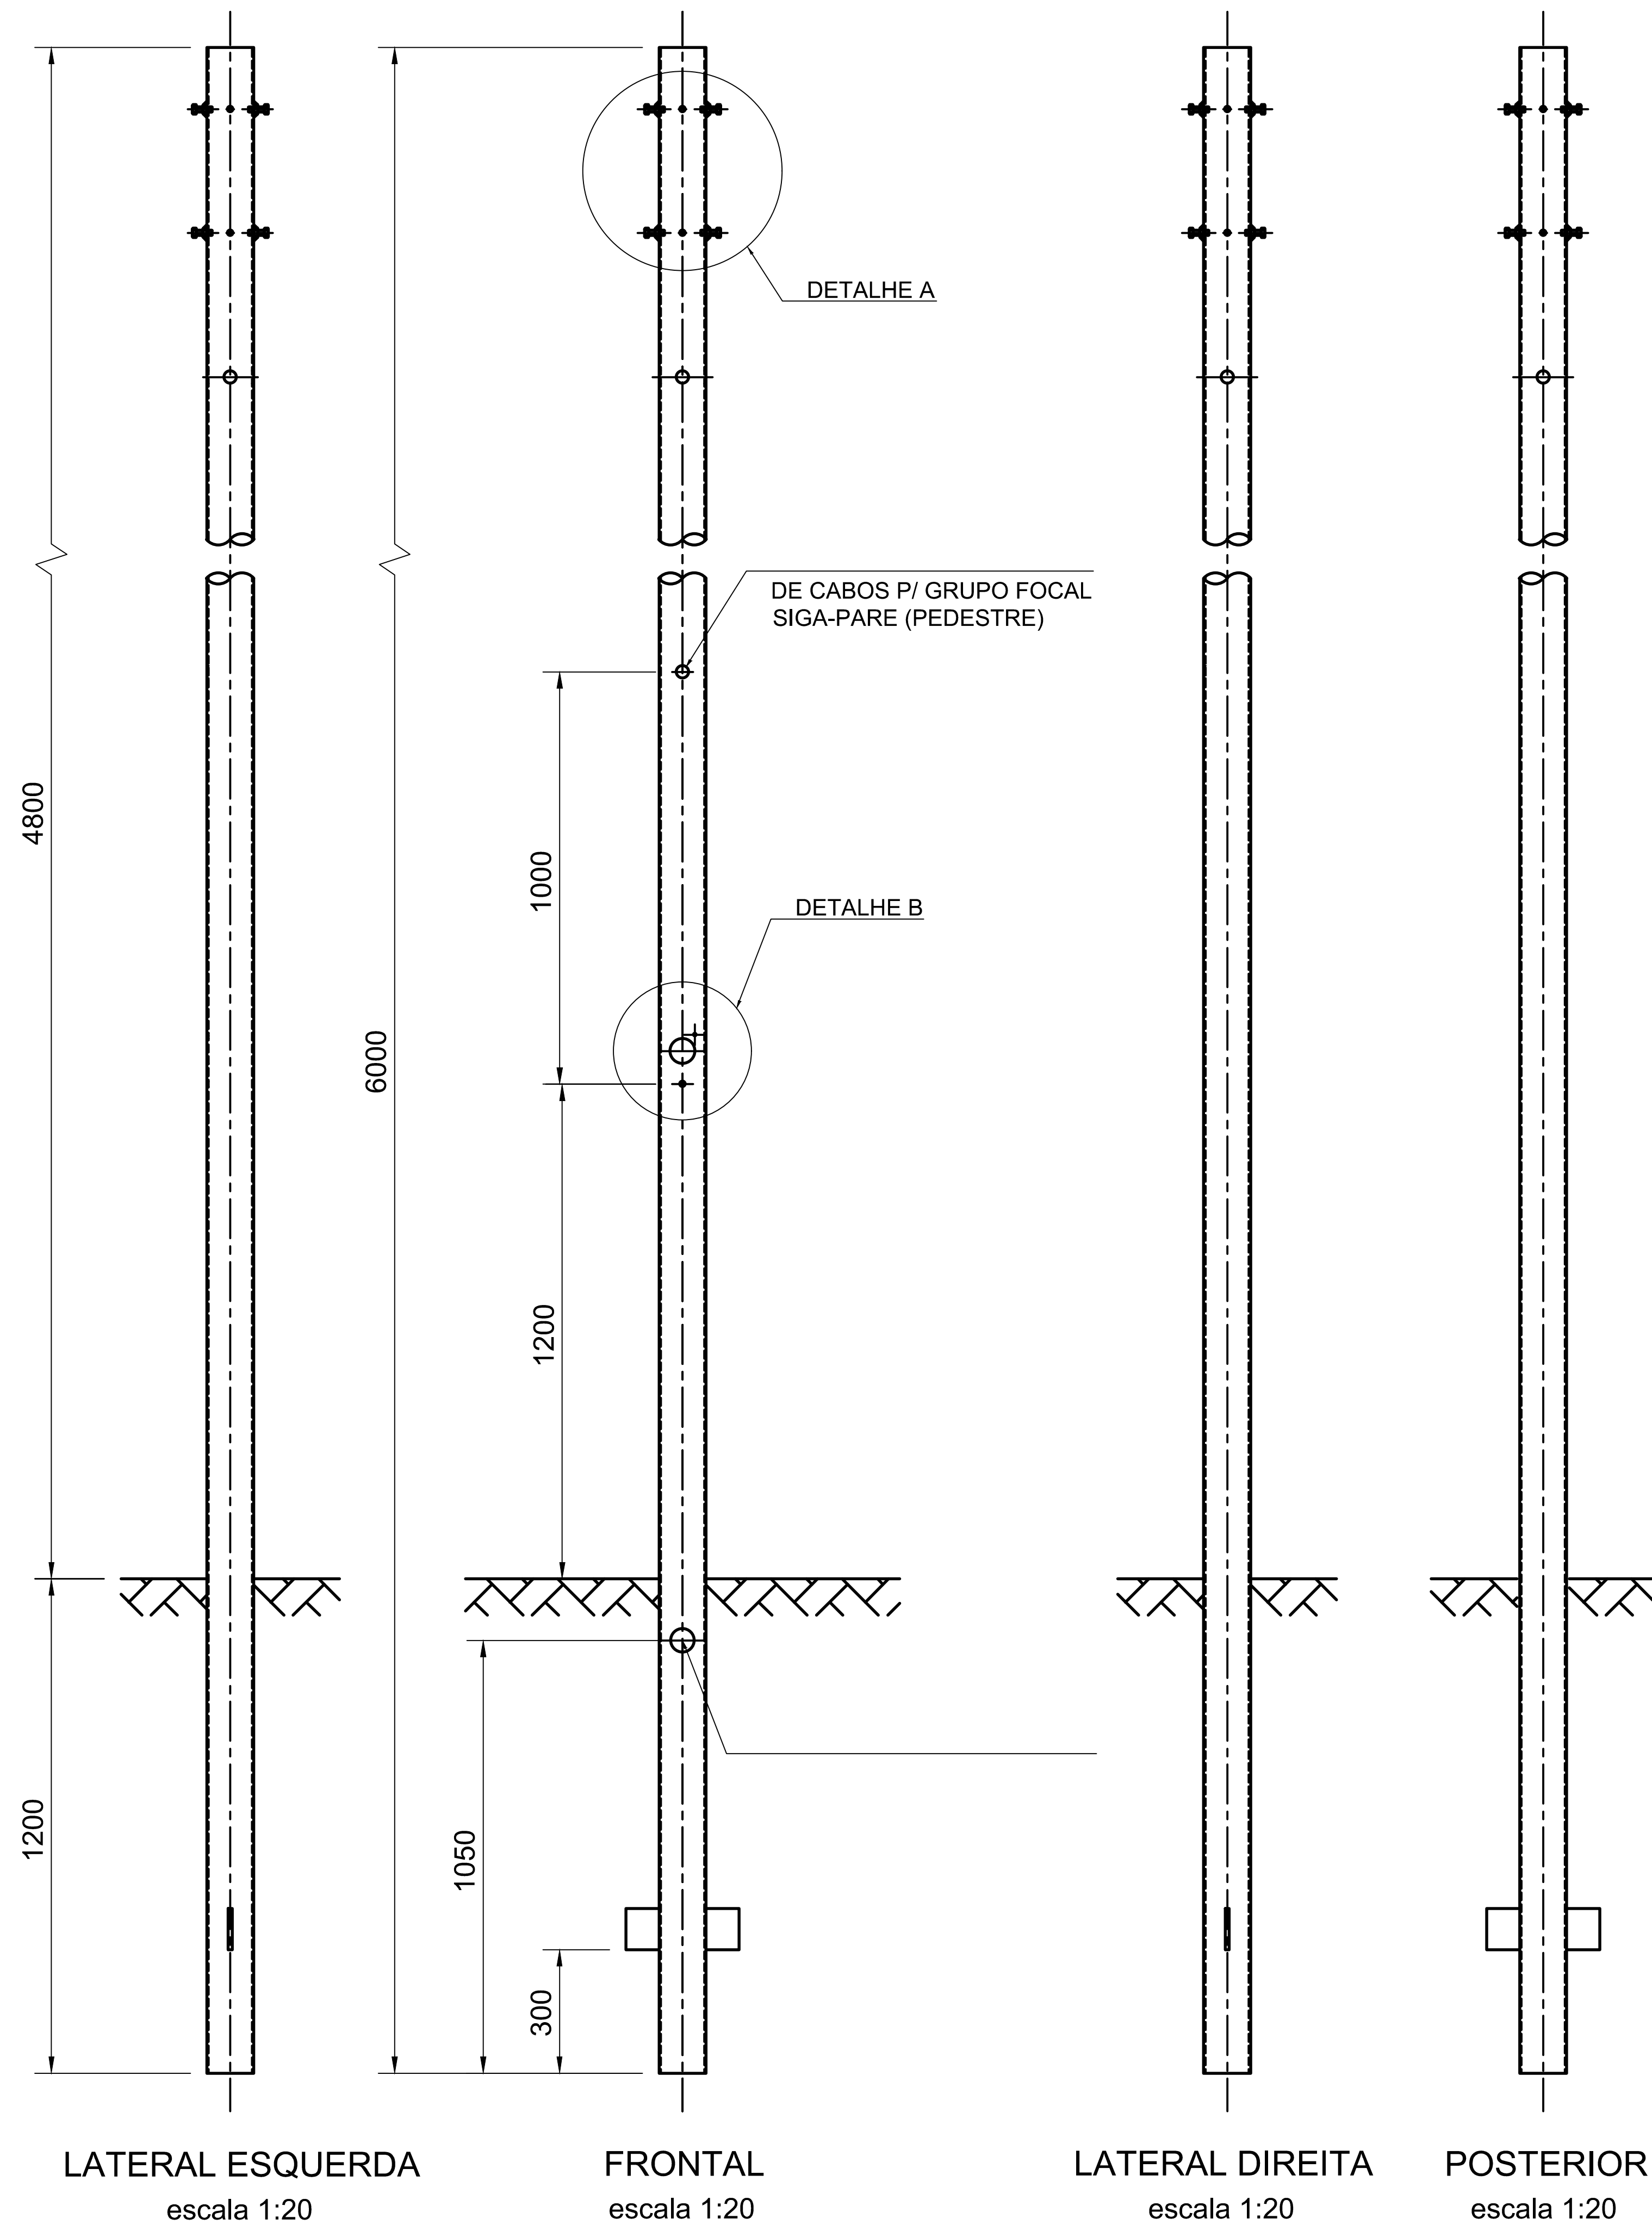 DETALHE A
DE CABOS P/ GRUPO FOCAL
SIGA-PARE (PEDESTRE)
4800
1000
DETALHE B
6000
1200
1200
1050
300
LATERAL ESQUERDA
escala 1:20
FRONTAL
escala 1:20
LATERAL DIREITA
escala 1:20
POSTERIOR
escala 1:20